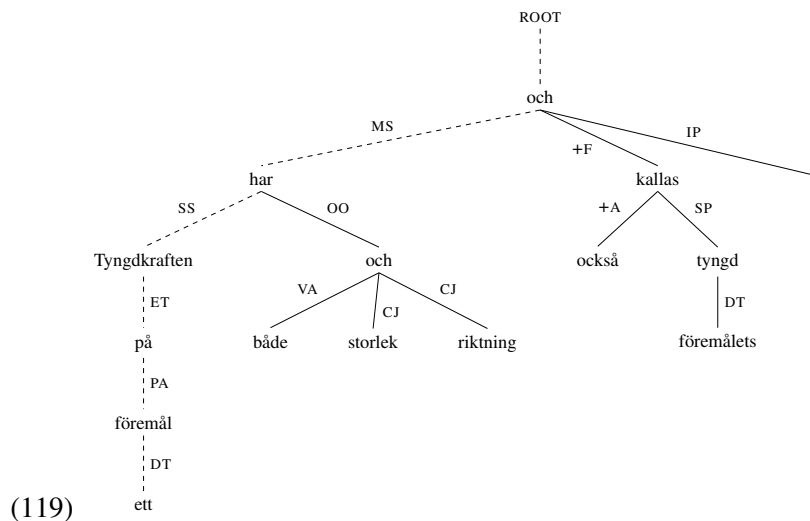 ROOT
och
MS
+F
IP
har
kallas
SS
OO
+A
SP
Tyngdkraften
och
också
tyngd
ET
VA
CJ
CJ
DT
på
både
storlek
riktning
föremålets
PA
föremål
DT
(119)
ett